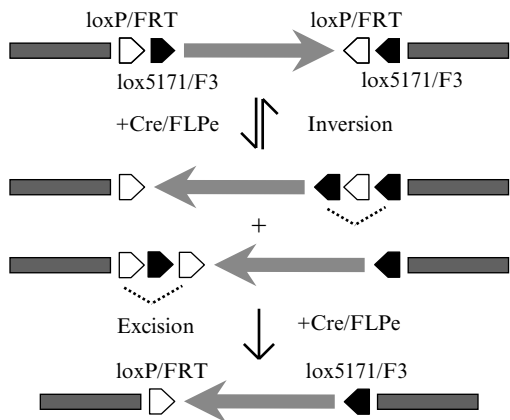 loxP/FRT loxP/FRT
lox5171/F3 lox5171/F3
+Cre/FLPe Inversion
+
Excision +Cre/FLPe
loxP/FRT lox5171/F3